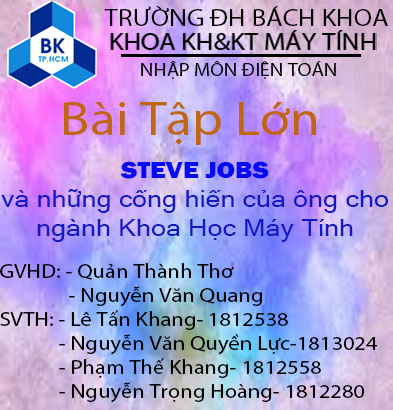 BK
TP.HCM
TRƯỜNG ĐH BÁCH KHOA
KHOA KH&KT MÁY TÍNH
NHẬP MÔN ĐIỆN TOÁN
Bài Tập Lớn
STEVE JOBS
và những cống hiến của ông cho
ngành Khoa Học Máy Tính
GVHD: - Quản Thành Thơ
- Nguyễn Văn Quang
SVTH: - Lê Tấn Khang- 1812538
- Nguyễn Văn Quyền Lực-1813024
- Phạm Thế Khang- 1812558
- Nguyễn Trọng Hoàng- 1812280